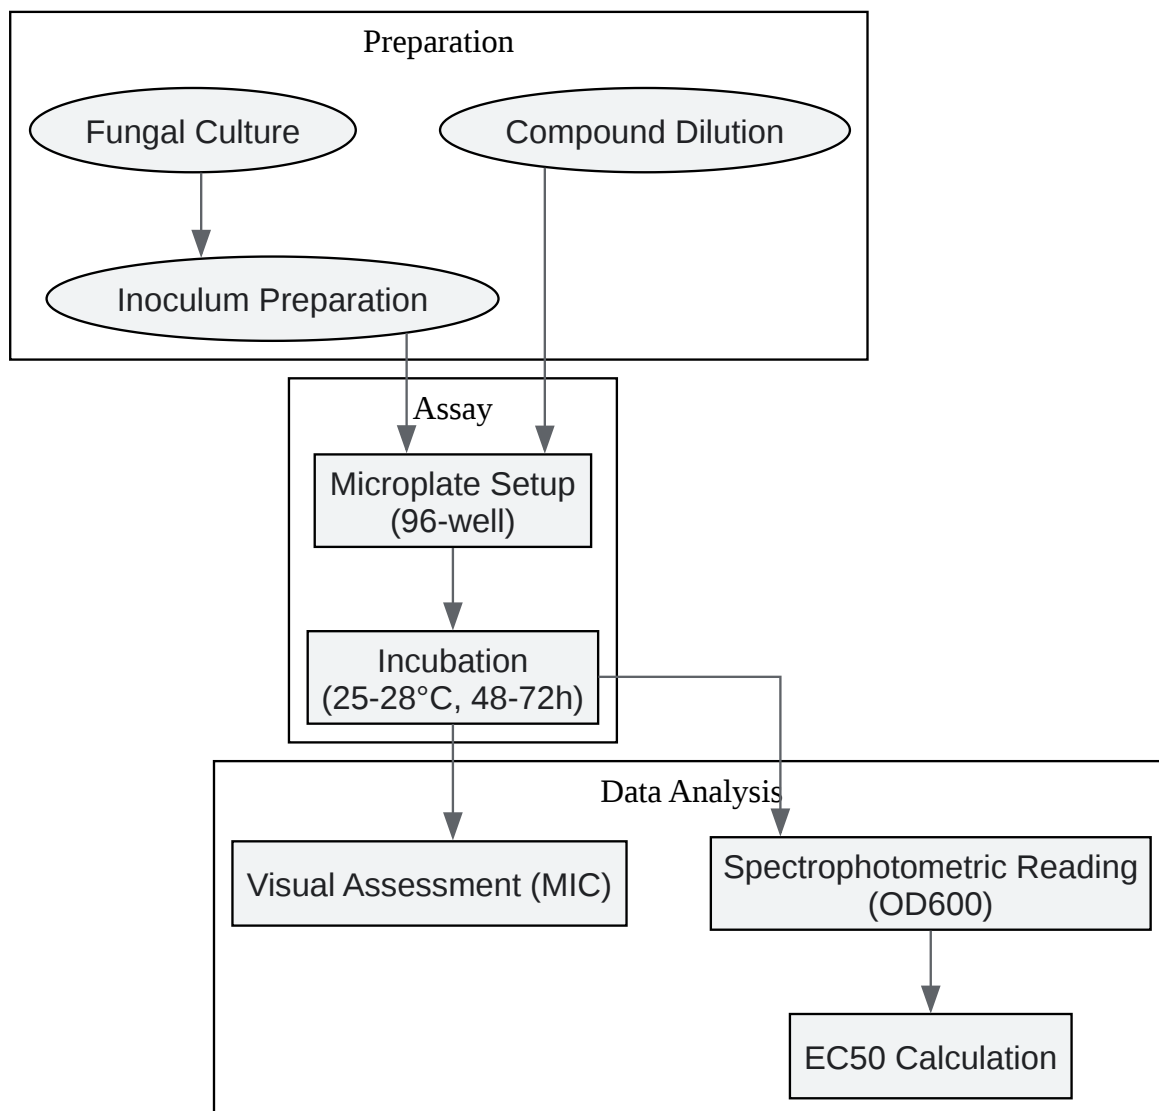 Preparation
Fungal Culture
Compound Dilution
Inoculum Preparation
Assay
Microplate Setup
(96-well)
Incubation
(25-28°C, 48-72h)
Data Analysis
Visual Assessment (MIC)
Spectrophotometric Reading
(OD600)
EC50 Calculation